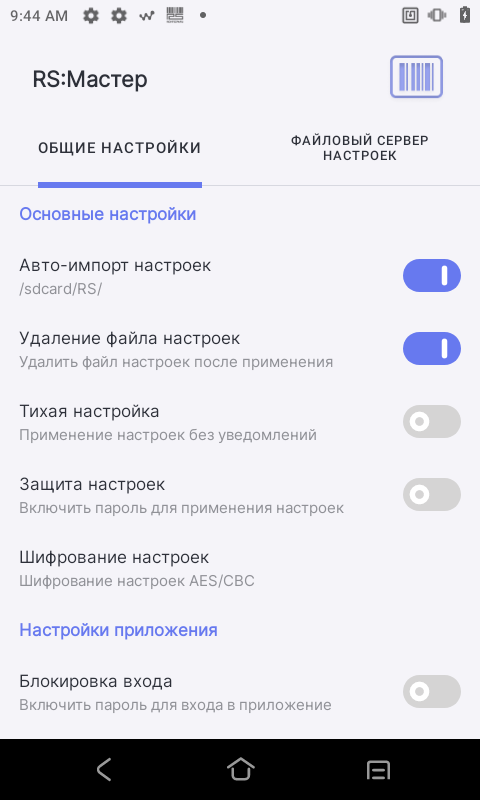 9:44 AM
RS:Мастер
ОБЩИЕ НАСТРОЙКИ
ФАЙЛОВЫЙ СЕРВЕР
НАСТРОЕК
Основные настройки
Авто-импорт настроек
/sdcard/RS/
Удаление файла настроек
Удалить файл настроек после применения
Тихая настройка
Применение настроек без уведомлений
Защита настроек
Включить пароль для применения настроек
Шифрование настроек
Шифрование настроек AES/CBC
Настройки приложения
Блокировка входа
Включить пароль для входа в приложение